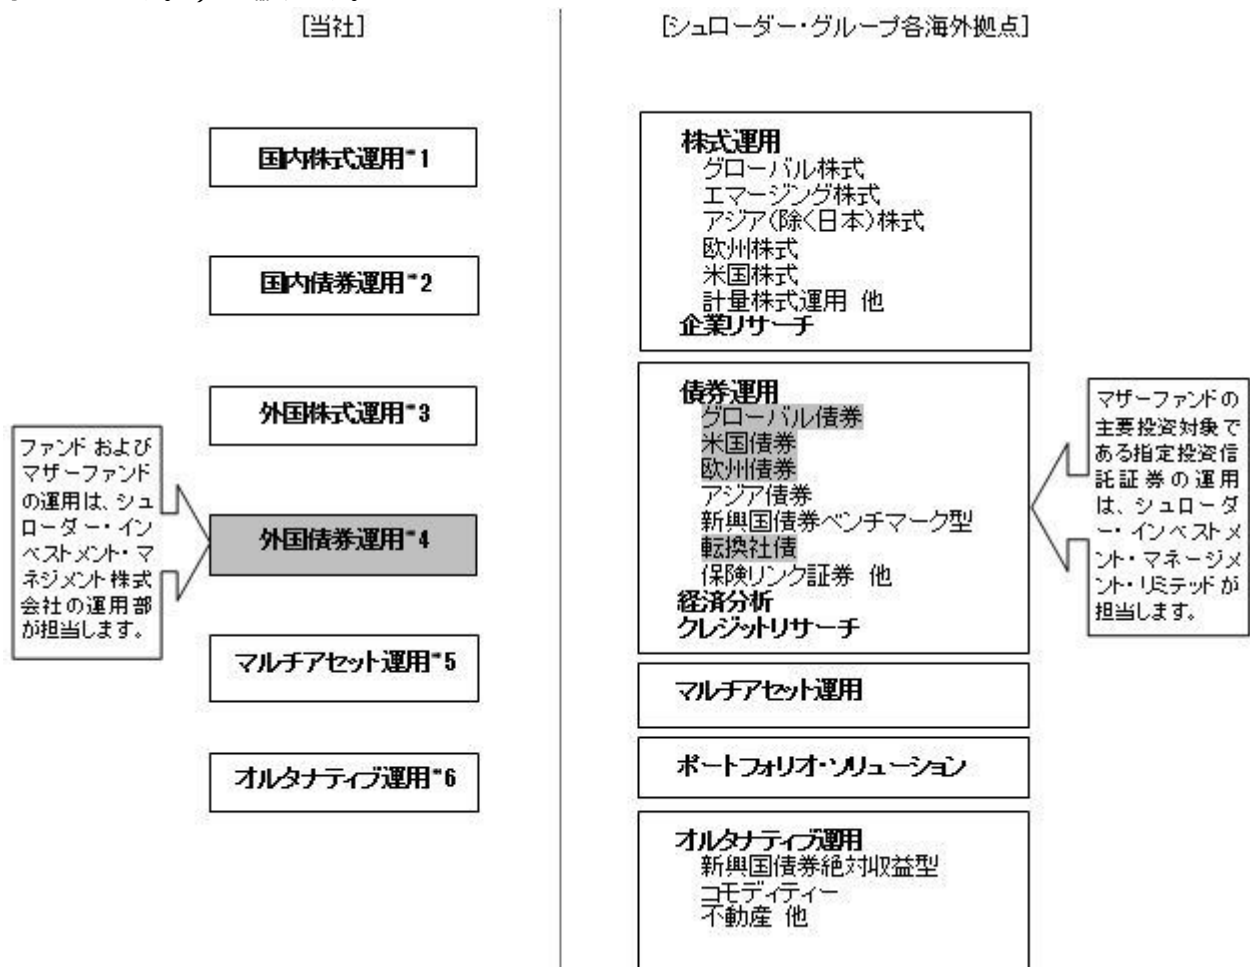 [当社]
[シュローダー・グループ各海外拠点]
国内株式運用*1
国内債券運用*2
外国株式運用*3
ファンド および
マザーファンド
の運用は、シュ
ローダー・イン
ベストメント・マ
ネジメント株式
会社の運用部
が担当します。
外国債券運用*4
マルチアセット運用*5
オルタナティブ運用*6
株式運用
グローバル株式
エマージング株式
アジア(除く日本)株式
欧州株式
米国株式
計量株式運用 他
企業リサーチ
債券運用
グローバル債券
米国債券
欧州債券
アジア債券
新興国債券ベンチマーク型
転換社債
保険リンク証券 他
経済分析
クレジットリサーチ
マザーファンドの
主要投資対象で
ある指定投資信
託証券の運用
は、シュローダ
ー・インベストメ
ント・マネージメ
ント・リミテッドが
担当します。
マルチアセット運用
ポートフォリオ・ソリューション
オルタナティブ運用
新興国債券絶対収益型
コモディティー
不動産 他